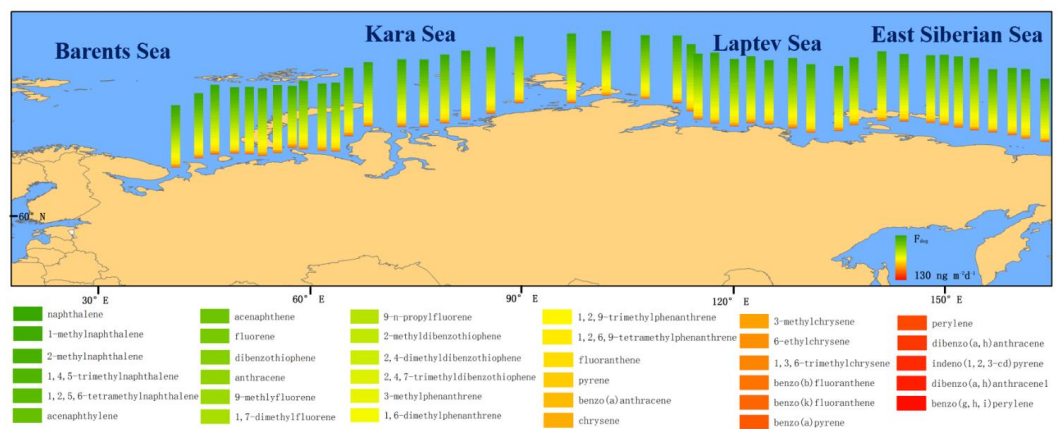 Barents Sea
Kara Sea
Laptev Sea
East Siberian Sea
60° N
F_deg
130 ng m⁻²d⁻¹
30° E
60° E
90° E
120° E
150° E
naphthalene
1-methylnaphthalene
2-methylnaphthalene
1,4,5-trimethylnaphthalene
1,2,5,6-tetramethylnaphthalene
acenaphthylene
acenaphthene
fluorene
dibenzothiophene
anthracene
9-methlyfluorene
1,7-dimethylfluorene
9-n-propylfluorene
2-methyldibenzothiophene
2,4-dimethyldibenzothiophene
2,4,7-trimethyldibenzothiophene
3-methylphenanthrene
1,6-dimethylphenanthrene
1,2,9-trimethylphenanthrene
1,2,6,9-tetramethylphenanthrene
fluoranthene
pyrene
benzo(a)anthracene
chrysene
3-methylchrysene
6-ethylchrysene
1,3,6-trimethylchrysene
benzo(b)fluoranthene
benzo(k)fluoranthene
benzo(a)pyrene
perylene
dibenzo(a,h)anthracene
indeno(1,2,3-cd)pyrene
dibenzo(a,h)anthracenel
benzo(g,h,i)perylene